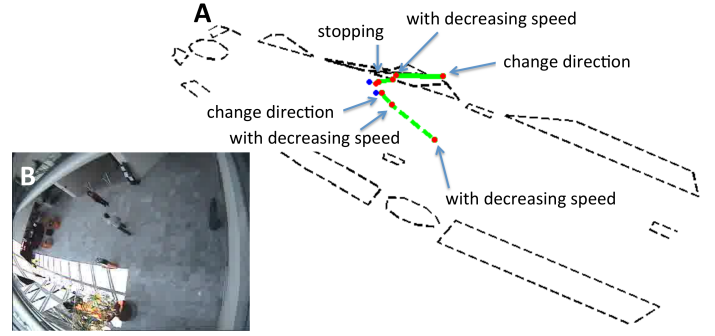 A
with decreasing speed
stopping
change direction
change direction
with decreasing speed
B
with decreasing speed